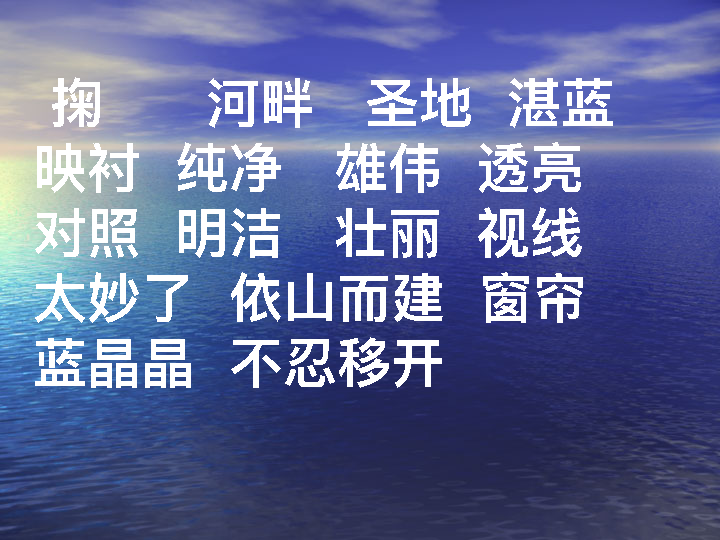 掬 河畔 圣地 湛蓝
映衬 纯净 雄伟 透亮
对照 明洁 壮丽 视线
太妙了 依山而建 窗帘
蓝晶晶 不忍移开